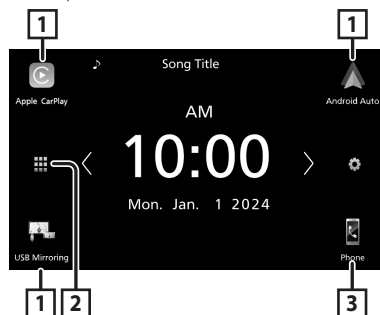 1 1
♪ Song Title
Apple CarPlay Android Auto
AM
10:00
Mon. Jan. 1 2024
USB Mirroring Phone
1 2 3